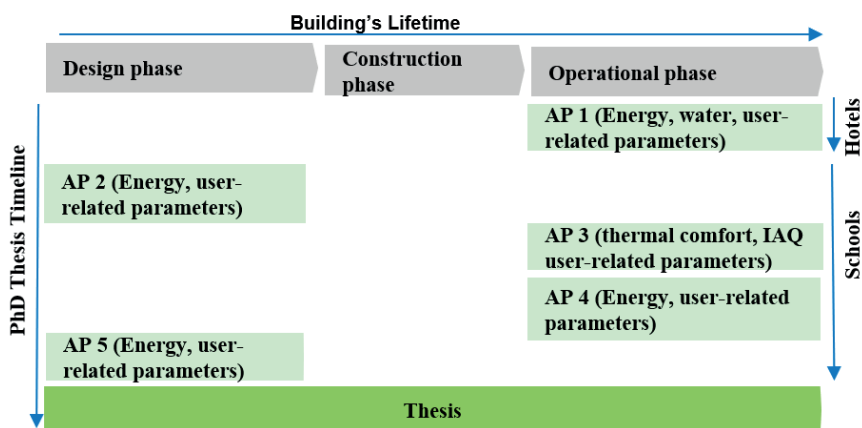 Building's Lifetime
Design phase
Construction
phase
Operational phase
AP 1 (Energy, water, user-
related parameters)
Hotels
PhD Thesis Timeline
AP 2 (Energy, user-
related parameters)
AP 3 (thermal comfort, IAQ
user-related parameters)
Schools
AP 4 (Energy, user-related
parameters)
AP 5 (Energy, user-
related parameters)
Thesis